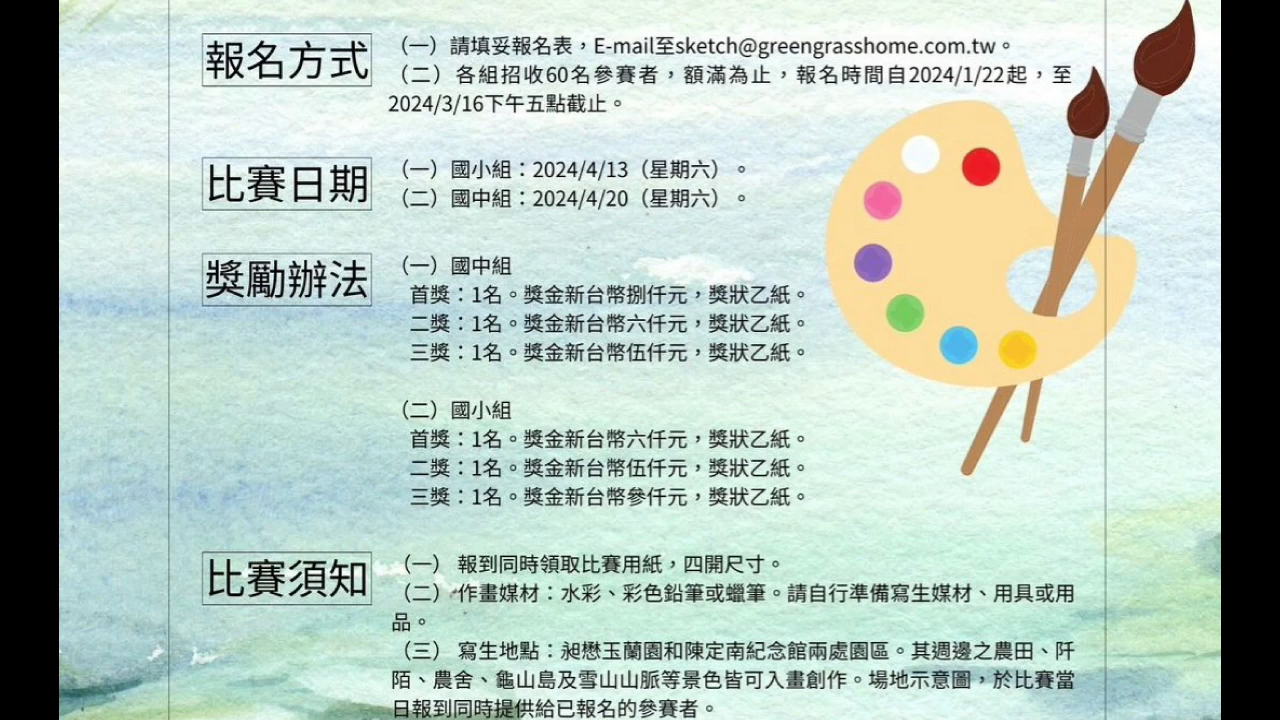 報名方式
（一）請填妥報名表，E-mail至sketch@greengrasshome.com.tw。
（二）各組招收60名參賽者，額滿為止，報名時間自2024/1/22起，至
2024/3/16下午五點截止。
比賽日期
（一）國小組：2024/4/13（星期六）。
（二）國中組：2024/4/20（星期六）。
獎勵辦法
（一）國中組
首獎：1名。獎金新台幣捌仟元，獎狀乙紙。
二獎：1名。獎金新台幣六仟元，獎狀乙紙。
三獎：1名。獎金新台幣伍仟元，獎狀乙紙。
（二）國小組
首獎：1名。獎金新台幣六仟元，獎狀乙紙。
二獎：1名。獎金新台幣伍仟元，獎狀乙紙。
三獎：1名。獎金新台幣參仟元，獎狀乙紙。
比賽須知
（一） 報到同時領取比賽用紙，四開尺寸。
（二） 作畫媒材：水彩、彩色鉛筆或蠟筆。請自行準備寫生媒材、用具或用
品。
（三） 寫生地點：昶懋玉蘭園和陳定南紀念館兩處園區。其週邊之農田、阡
陌、農舍、龜山島及雪山山脈等景色皆可入畫創作。場地示意圖，於比賽當
日報到同時提供給已報名的參賽者。